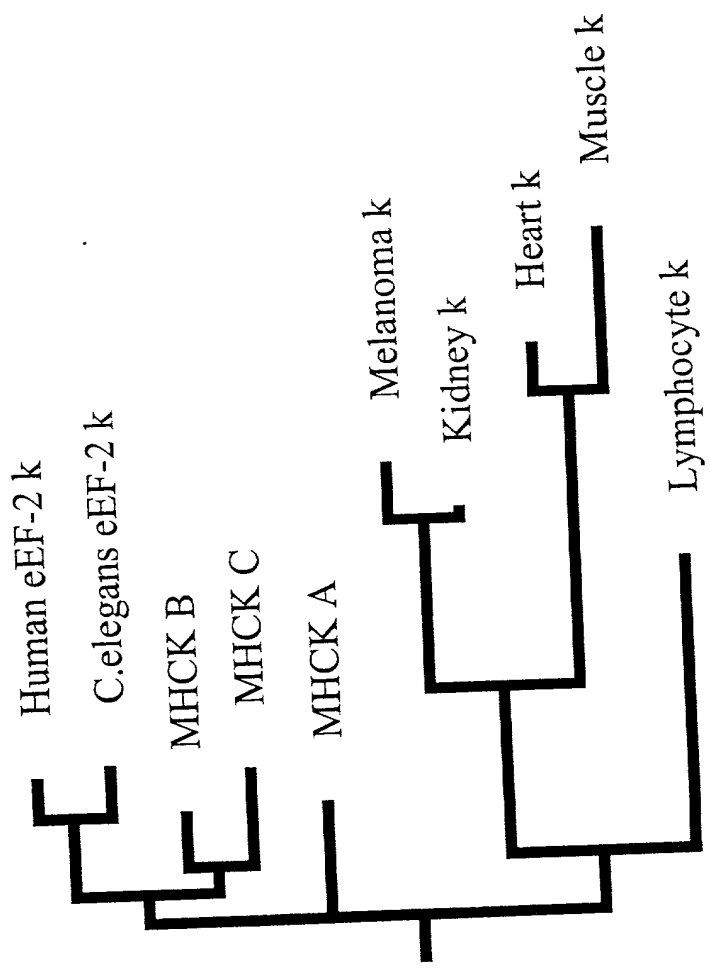 Human eEF-2 k
C.elegans eEF-2 k
MHCK B
MHCK C
MHCK A
Melanoma k
Kidney k
Heart k
Muscle k
Lymphocyte k